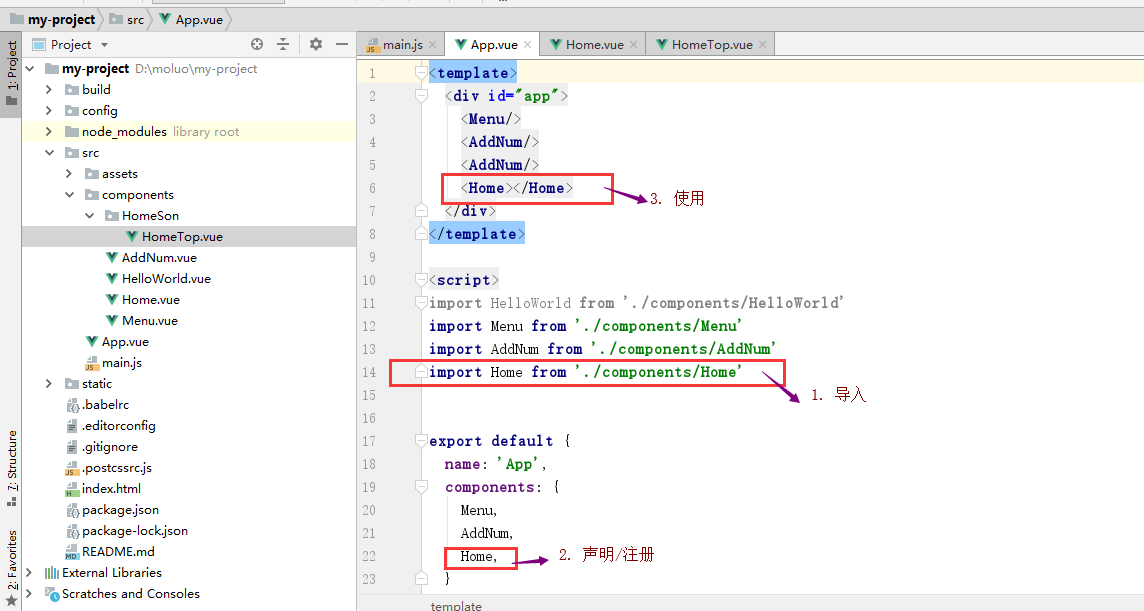 my-project src App.vue
Project
main.js App.vue Home.vue HomeTop.vue
1: Project
my-project D:\moluo\my-project
build
config
node_modules library root
src
assets
components
HomeSon
HomeTop.vue
AddNum.vue
HelloWorld.vue
Home.vue
Menu.vue
App.vue
main.js
static
.babelrc
.editorconfig
.gitignore
.postcssrc.js
index.html
package.json
package-lock.json
README.md
External Libraries
Scratches and Consoles
7: Structure
2: Favorites
1 <template>
2 <div id="app">
3 <Menu/>
4 <AddNum/>
5 <AddNum/>
6 <Home></Home>
3. 使用
7 </div>
8 </template>
9
10 <script>
11 import HelloWorld from './components/HelloWorld'
12 import Menu from './components/Menu'
13 import AddNum from './components/AddNum'
14 import Home from './components/Home'
1. 导入
15
16
17 export default {
18 name: 'App',
19 components: {
20 Menu,
21 AddNum,
22 Home,
2. 声明/注册
23 }
template